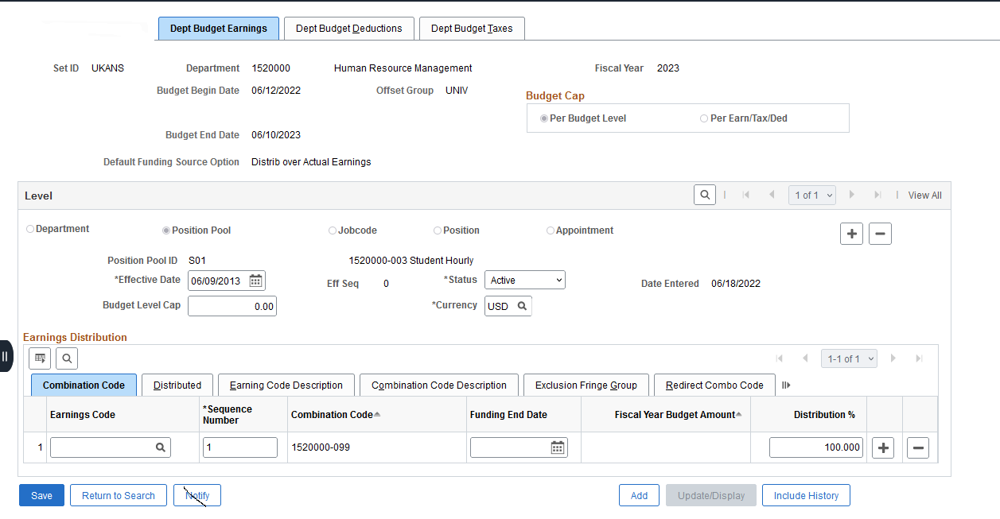 Dept Budget Earnings Dept Budget Deductions Dept Budget Taxes
Set ID UKANS Department 1520000 Human Resource Management Fiscal Year 2023
Budget Begin Date 06/12/2022 Offset Group UNIV
Budget Cap
Per Budget Level Per Earn/Tax/Ded
Budget End Date 06/10/2023
Default Funding Source Option Distrib over Actual Earnings
Level 1 of 1 View All
Department Position Pool Jobcode Position Appointment
Position Pool ID S01 1520000-003 Student Hourly
*Effective Date 06/09/2013 Eff Seq 0 *Status Active Date Entered 06/18/2022
Budget Level Cap 0.00 *Currency USD
Earnings Distribution
1-1 of 1
Combination Code Distributed Earning Code Description Combination Code Description Exclusion Fringe Group Redirect Combo Code
Earnings Code *Sequence Number Combination Code Funding End Date Fiscal Year Budget Amount Distribution %
1 1 1520000-099 100.000
Save Return to Search Notify Add Update/Display Include History